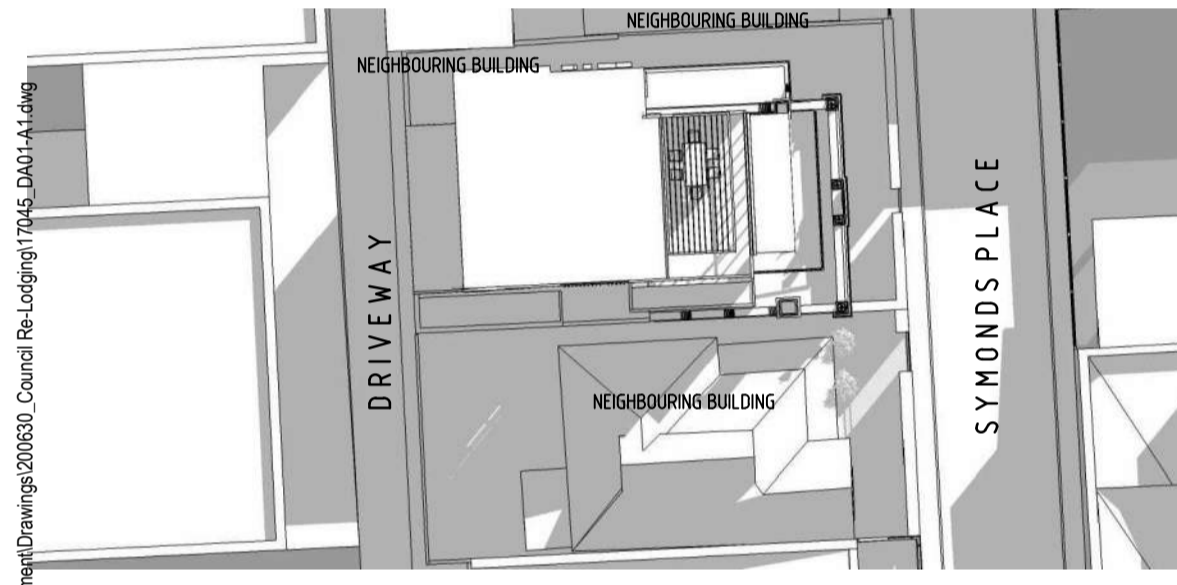 NEIGHBOURING BUILDING
NEIGHBOURING BUILDING
ment\Drawings\200630_Council Re-Lodging\17045_DA01-A1.dwg
DRIVEWAY
SYMONDS PLACE
NEIGHBOURING BUILDING